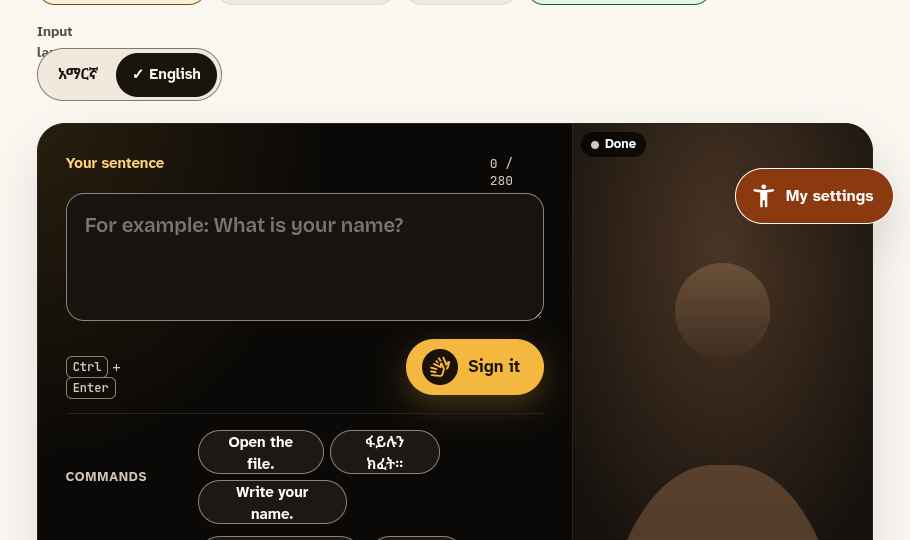 Input
አማርኛ
✓ English
Your sentence
0 /
280
Done
My settings
For example: What is your name?
Ctrl +
Enter
Sign it
COMMANDS
Open the
file.
ፋይሉን
ክፈት።
Write your
name.